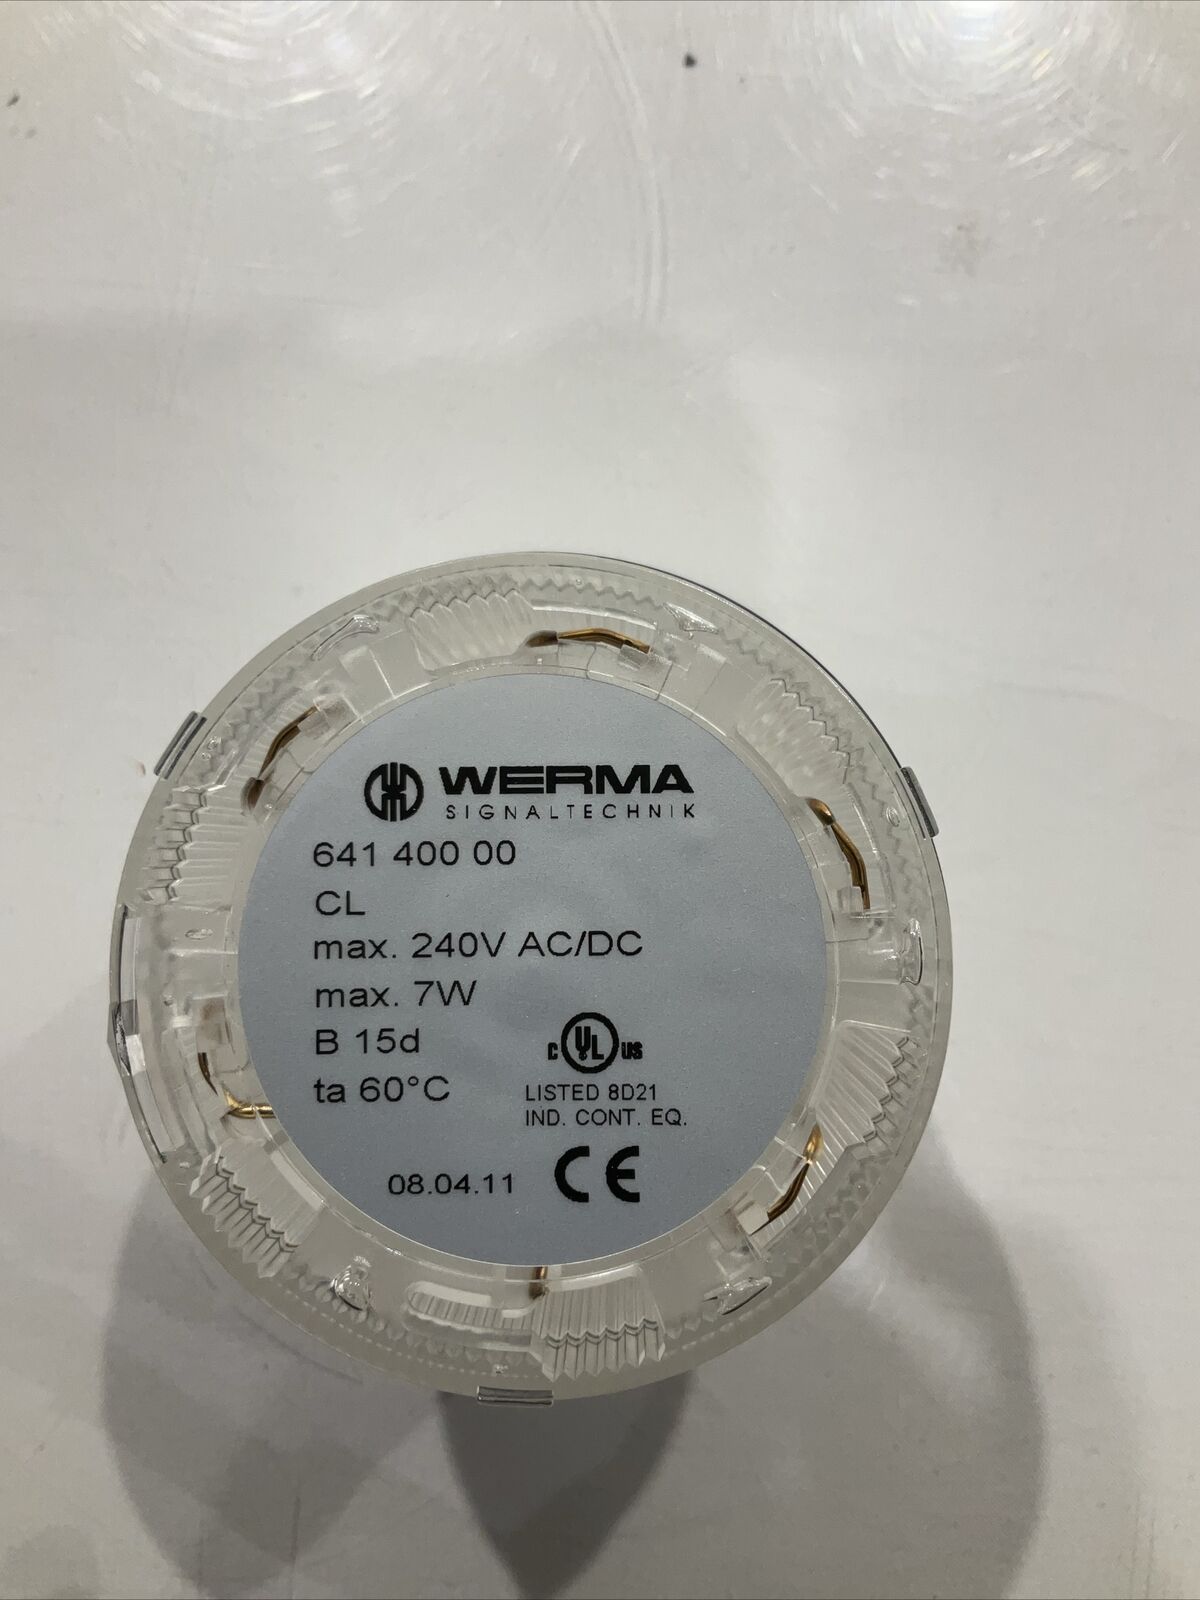 WERMA
SIGNALTECHNIK
641 400 00
CL
max. 240V AC/DC
max. 7W
B 15d
ta 60°C
C UL US
LISTED 8D21
IND. CONT. EQ.
08.04.11 CE